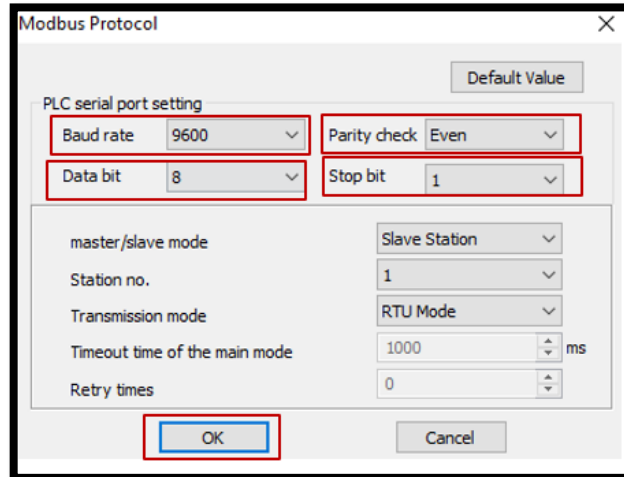 Modbus Protocol
Default Value
PLC serial port setting
Baud rate 9600 Parity check Even
Data bit 8 Stop bit 1
master/slave mode Slave Station
Station no. 1
Transmission mode RTU Mode
Timeout time of the main mode 1000 ms
Retry times 0
OK Cancel